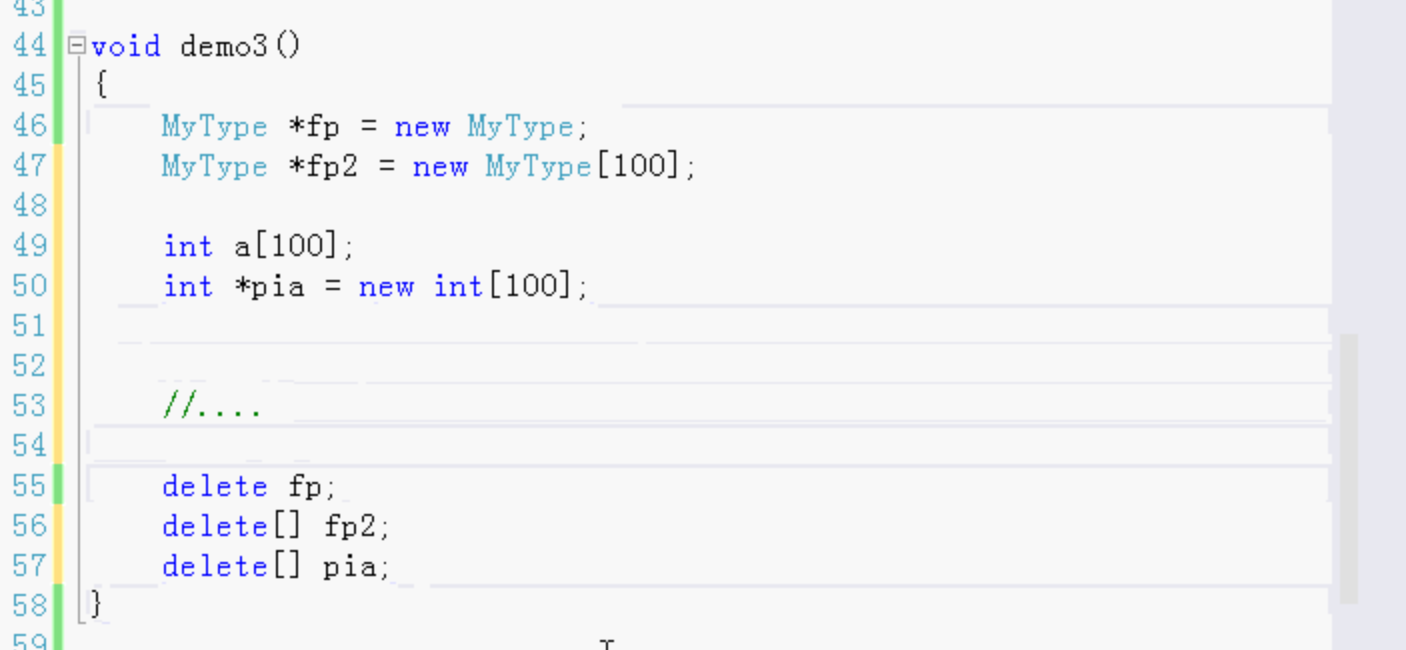 43
44 void demo3()
45 {
46 MyType *fp = new MyType;
47 MyType *fp2 = new MyType[100];
48
49 int a[100];
50 int *pia = new int[100];
51
52
53 //....
54
55 delete fp;
56 delete[] fp2;
57 delete[] pia;
58 }
59